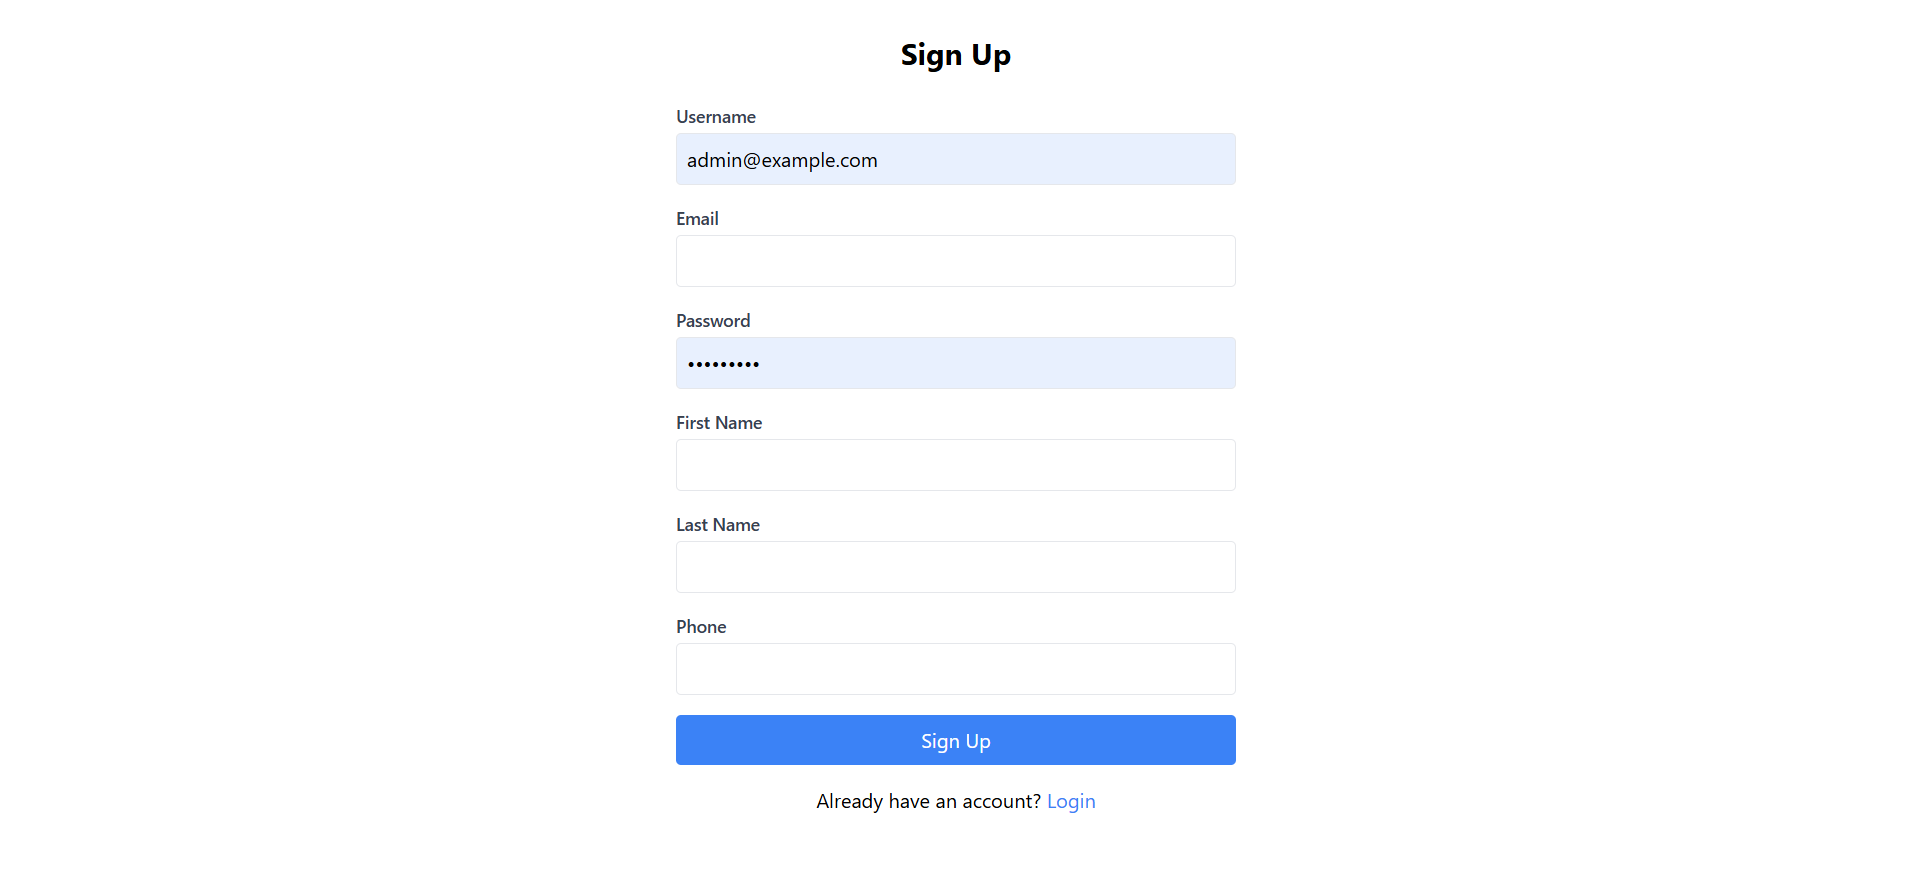 Sign Up
Username
admin@example.com
Email
Password
•••••••••
First Name
Last Name
Phone
Sign Up
Already have an account? Login